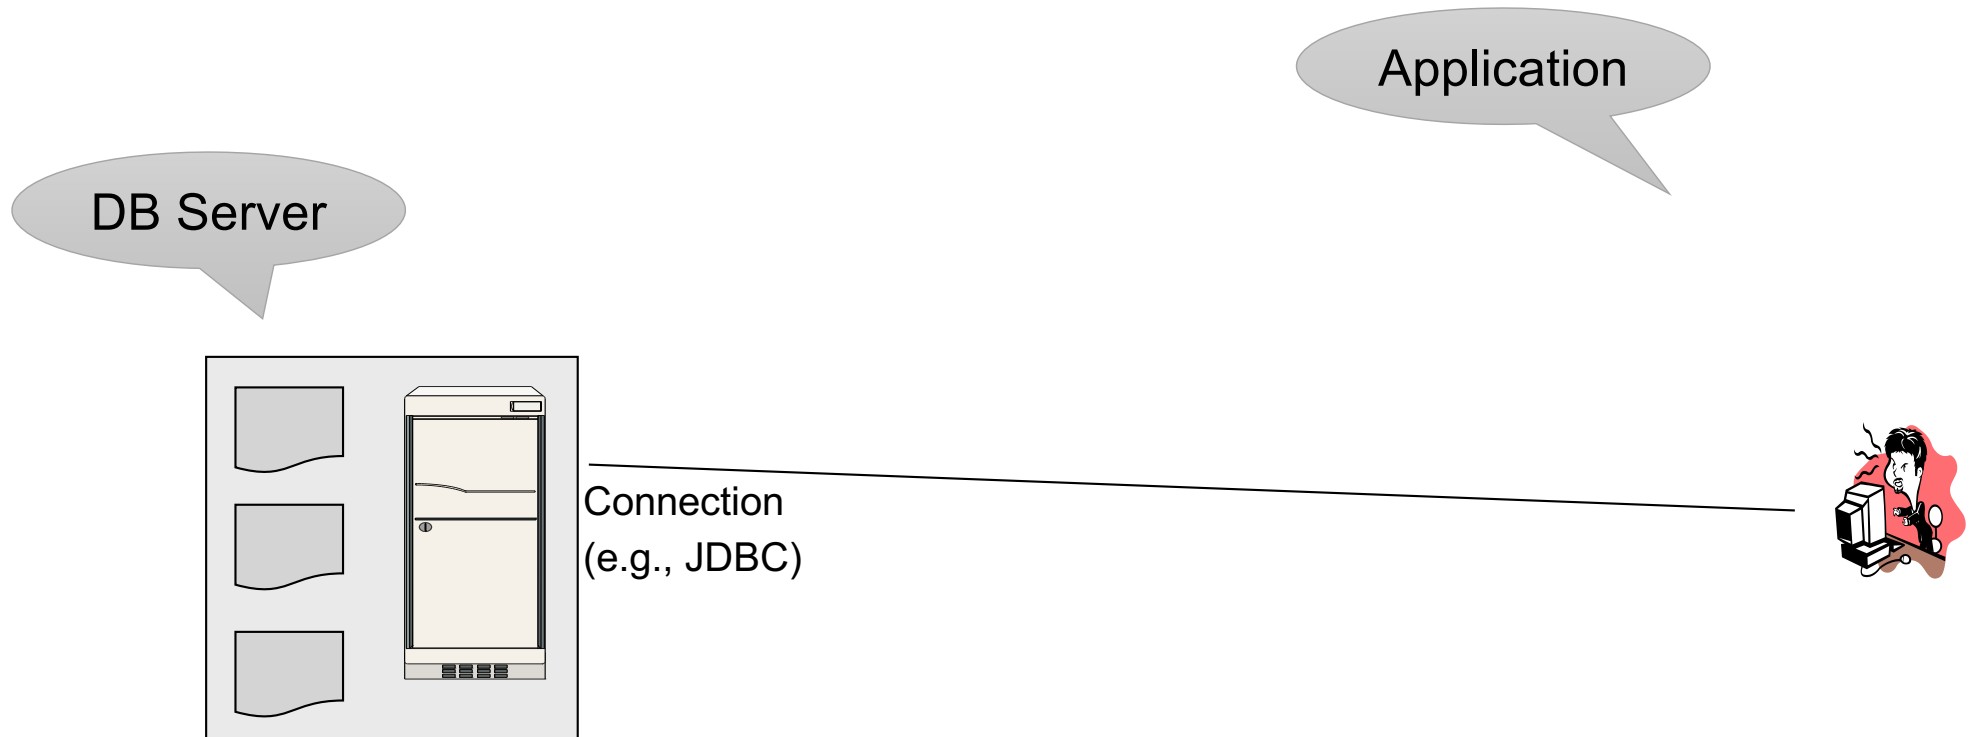 Application
DB Server
Connection
(e.g., JDBC)